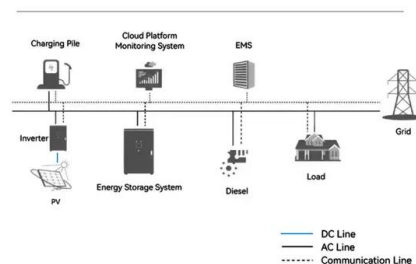 Charging Pile
Cloud Platform
Monitoring System
EMS
Inverter
PV
Energy Storage System
Diesel
Load
Grid
DC Line
AC Line
Communication Line